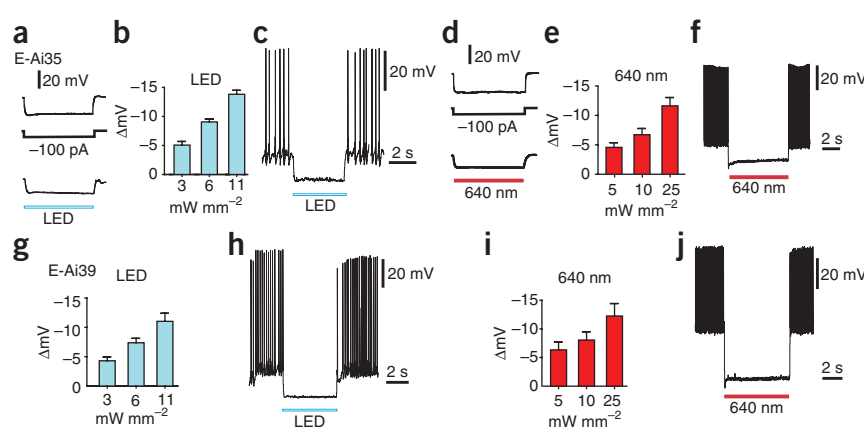 a
E-Ai35
20 mV
–100 pA
LED
b
LED
–15
–10
–5
0
ΔmV
3 6 11
mW mm⁻²
c
20 mV
2 s
LED
d
20 mV
–100 pA
640 nm
e
640 nm
–15
–10
–5
0
ΔmV
5 10 25
mW mm⁻²
f
20 mV
2 s
640 nm
g
E-Ai39
LED
–15
–10
–5
0
ΔmV
3 6 11
mW mm⁻²
h
20 mV
2 s
LED
i
640 nm
–15
–10
–5
0
ΔmV
5 10 25
mW mm⁻²
j
20 mV
2 s
640 nm